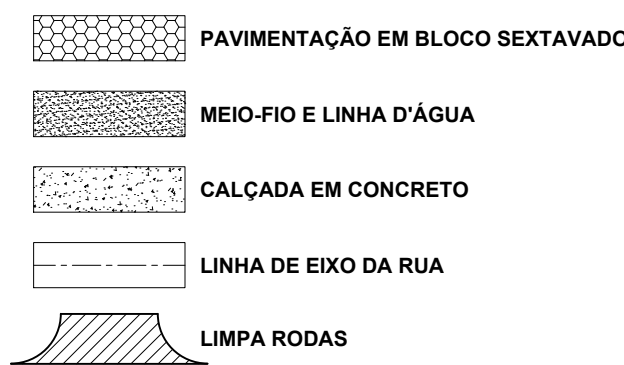 PAVIMENTAÇÃO EM BLOCO SEXTAVADO
MEIO-FIO E LINHA D'ÁGUA
CALÇADA EM CONCRETO
LINHA DE EIXO DA RUA
LIMPA RODAS